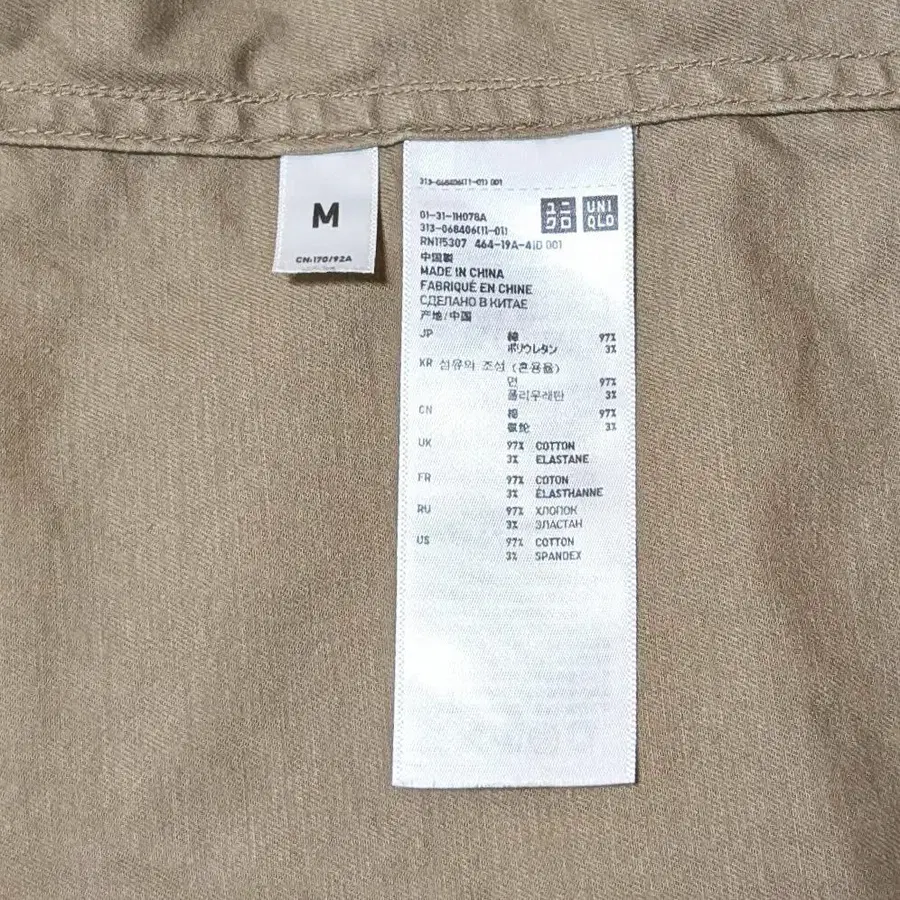 M
CN:170/92A
313-068406(11-01) 001
01-31-1H078A
313-068406(11-01)
RN115307 464-19A-41D 001
ユニクロ
UNIQLO
中国製
MADE IN CHINA
FABRIQUÉ EN CHINE
СДЕЛАНО В КИТАЕ
产地/中国
JP 綿 97%
ポリウレタン 3%
KR 섬유의 조성 (혼용율)
면 97%
폴리우레탄 3%
CN 棉 97%
氨纶 3%
UK 97% COTTON
3% ELASTANE
FR 97% COTON
3% ÉLASTHANNE
RU 97% ХЛОПОК
3% ЭЛАСТАН
US 97% COTTON
3% SPANDEX